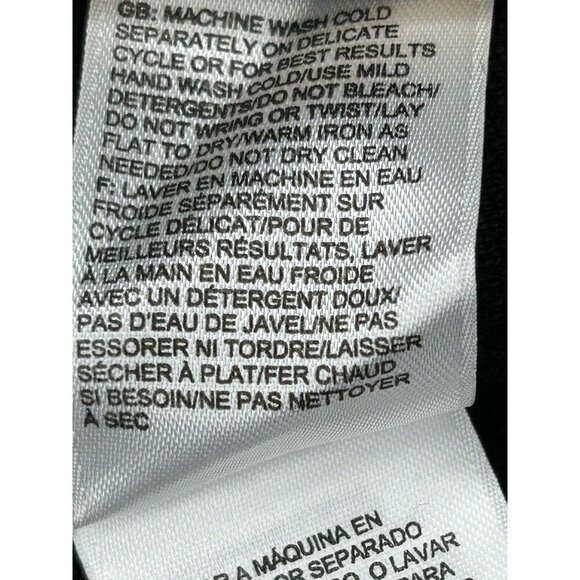 GB: MACHINE WASH COLD
SEPARATELY ON DELICATE
CYCLE OR FOR BEST RESULTS
HAND WASH COLD/USE MILD
DETERGENTS/DO NOT BLEACH/
DO NOT WRING OR TWIST/LAY
FLAT TO DRY/WARM IRON AS
NEEDED/DO NOT DRY CLEAN
F: LAVER EN MACHINE EN EAU
FROIDE SÉPARÉMENT SUR
CYCLE DÉLICAT/POUR DE
MEILLEURS RÉSULTATS, LAVER
À LA MAIN EN EAU FROIDE
AVEC UN DÉTERGENT DOUX/
PAS D'EAU DE JAVEL/NE PAS
ESSORER NI TORDRE/LAISSER
SÉCHER À PLAT/FER CHAUD
SI BESOIN/NE PAS NETTOYER
À SEC
A MÁQUINA EN
OR SEPARADO
O, O LAVAR
PARA